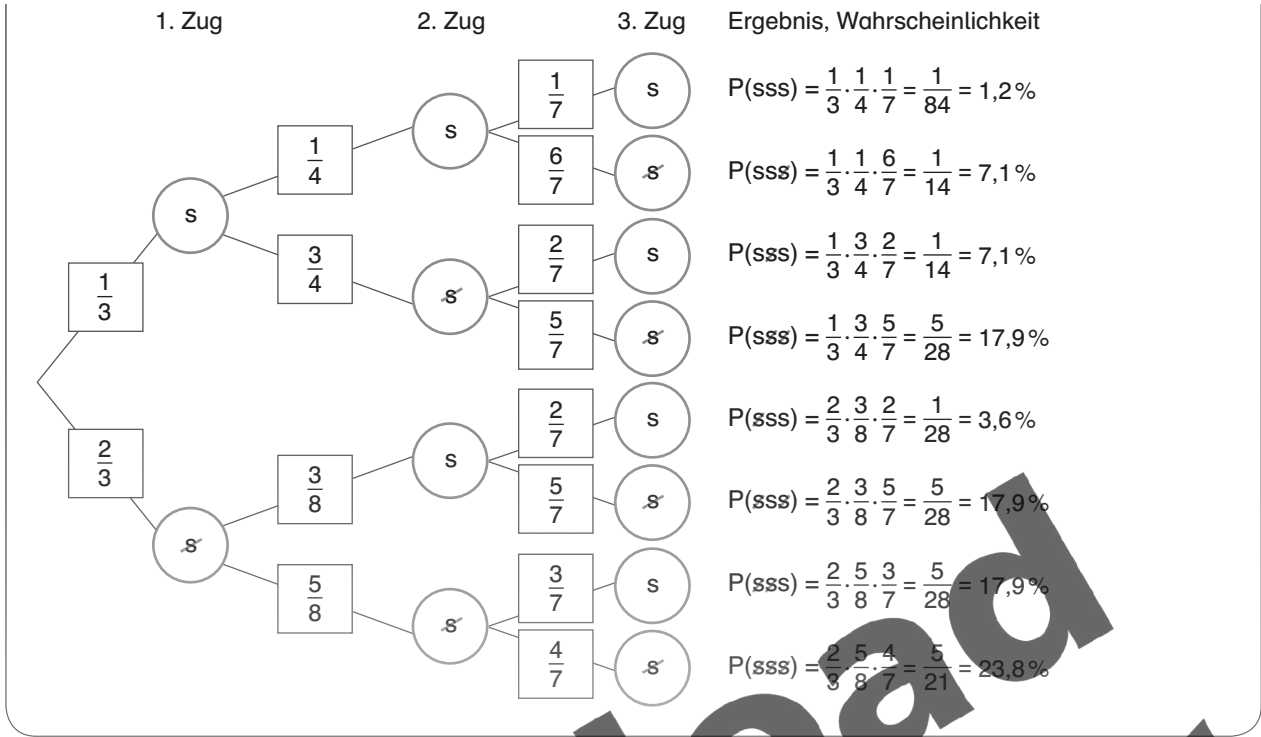 1. Zug 2. Zug 3. Zug Ergebnis, Wahrscheinlichkeit
1/7 s P(sss) = 1/3 · 1/4 · 1/7 = 1/84 = 1,2 %
1/4 s
6/7 s̸ P(sss̸) = 1/3 · 1/4 · 6/7 = 1/14 = 7,1 %
s
2/7 s P(ss̸s) = 1/3 · 3/4 · 2/7 = 1/14 = 7,1 %
3/4 s̸
1/3
5/7 s̸ P(ss̸s̸) = 1/3 · 3/4 · 5/7 = 5/28 = 17,9 %
2/7 s P(s̸ss) = 2/3 · 3/8 · 2/7 = 1/28 = 3,6 %
2/3 3/8 s
5/7 s̸ P(s̸ss̸) = 2/3 · 3/8 · 5/7 = 5/28 = 17,9 %
s̸
3/7 s P(s̸s̸s) = 2/3 · 5/8 · 3/7 = 5/28 = 17,9 %
5/8 s̸
4/7 s̸ P(s̸s̸s̸) = 2/3 · 5/8 · 4/7 = 5/21 = 23,8 %
oad